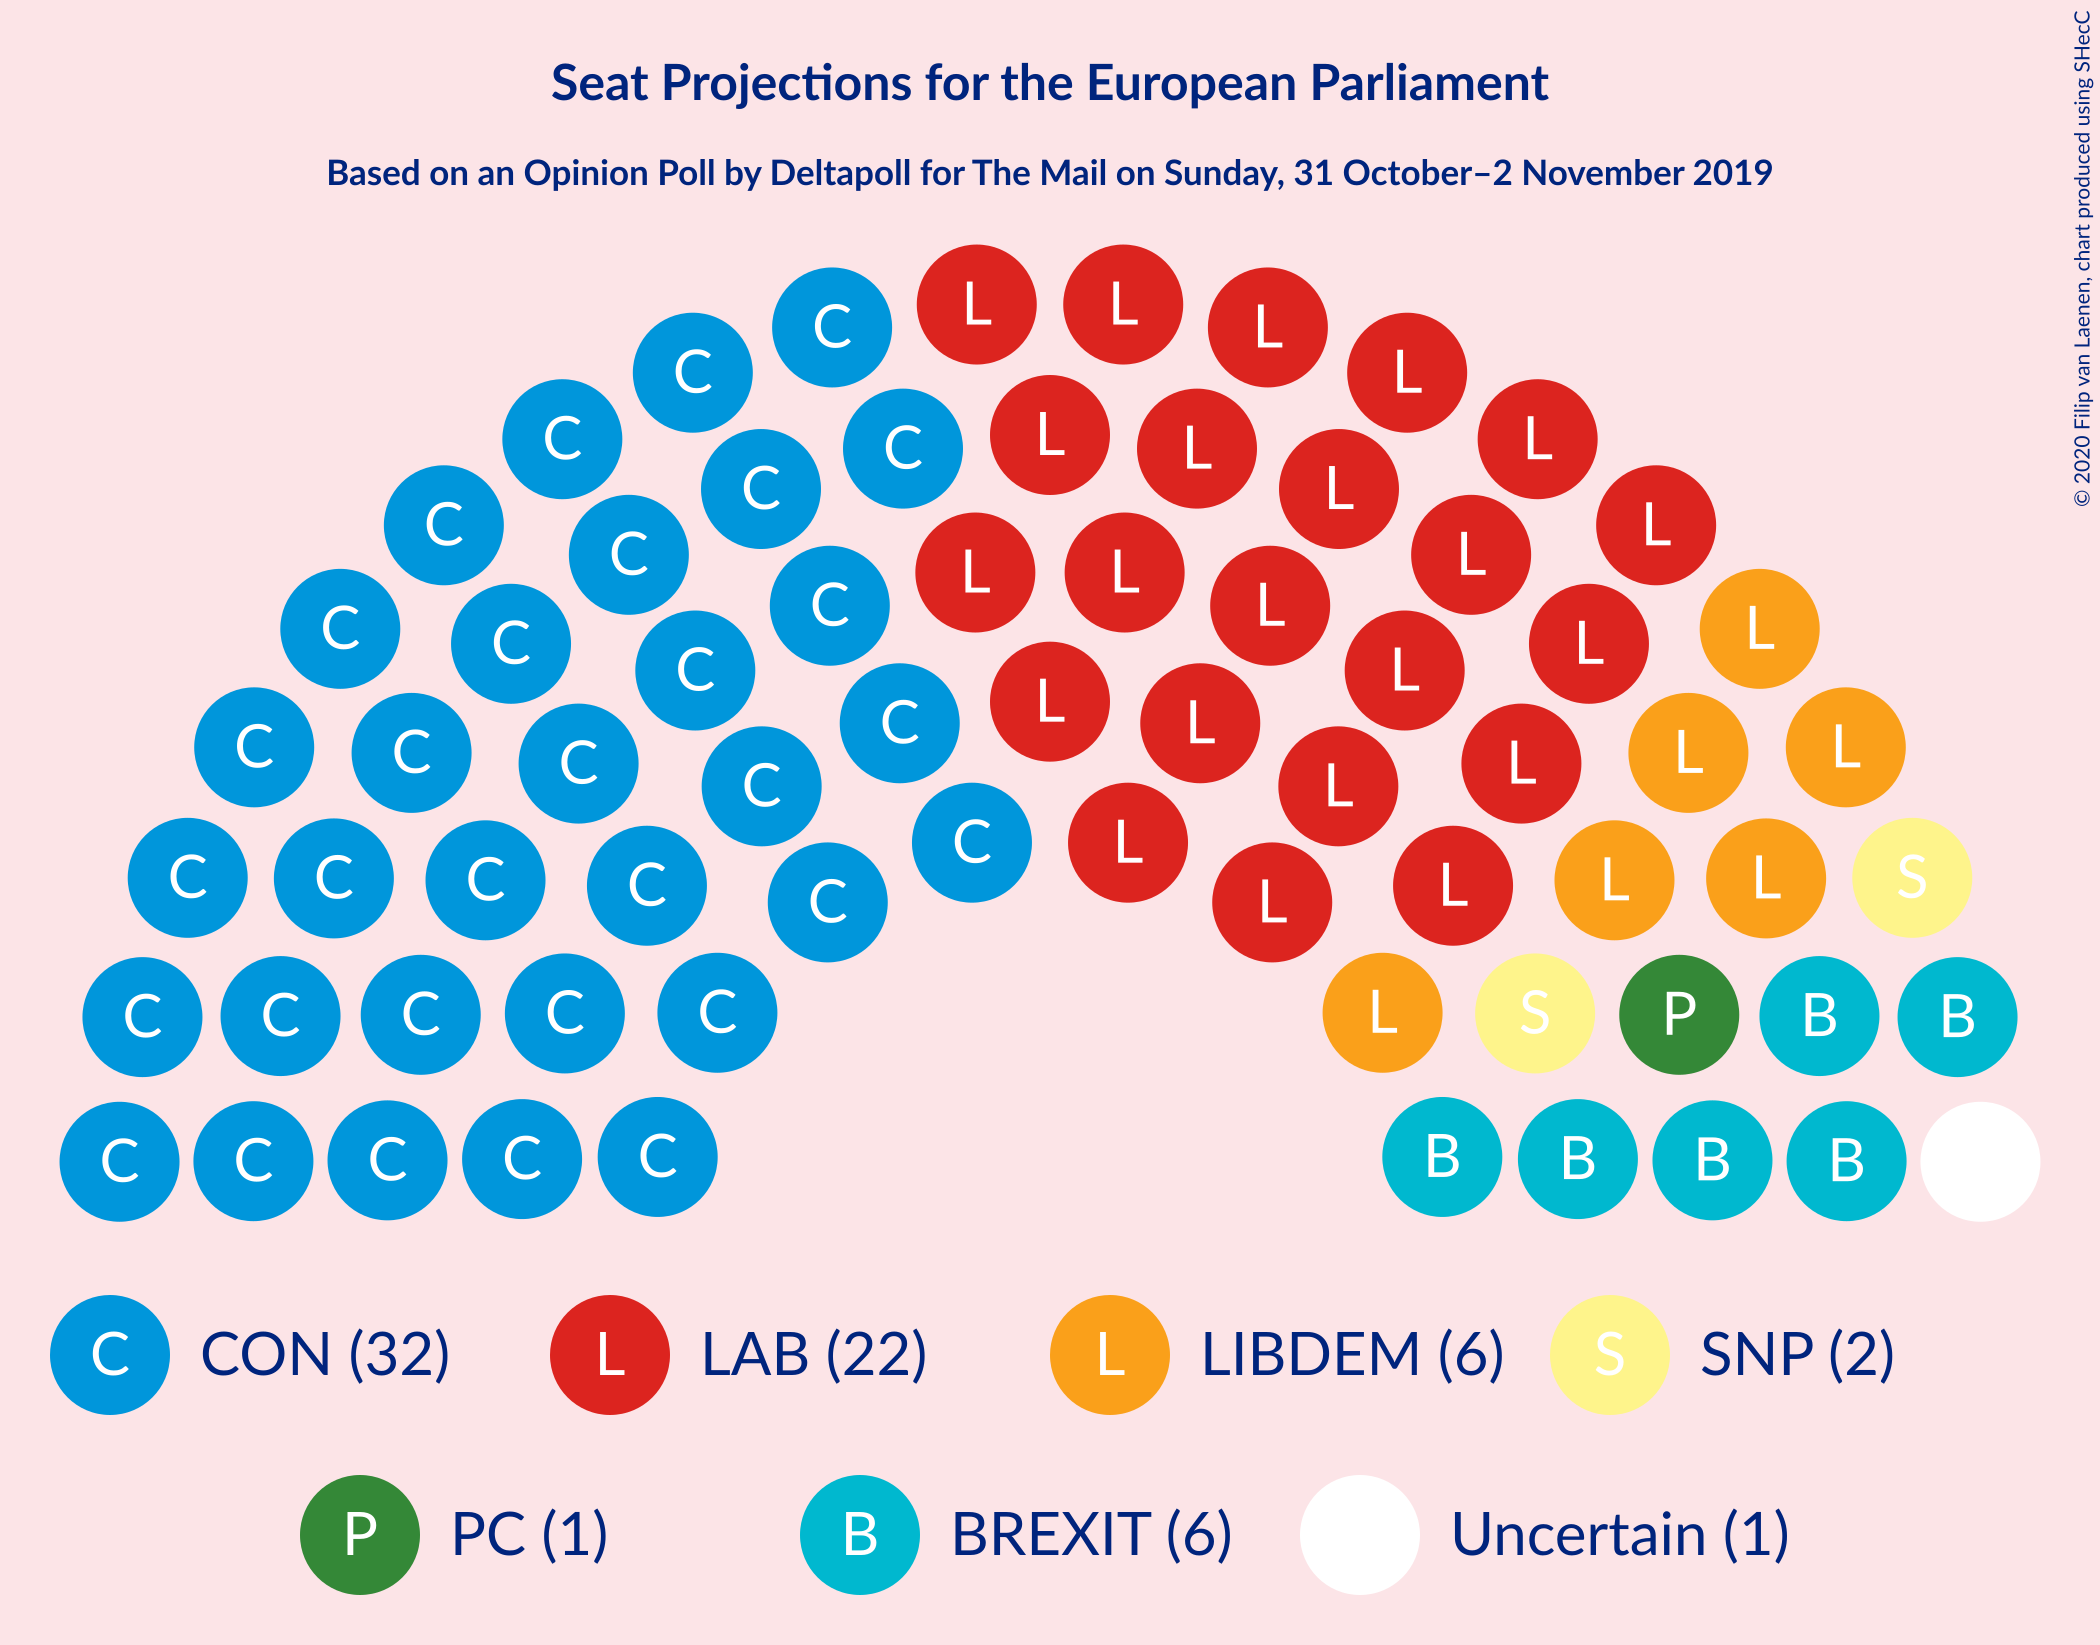 Seat Projections for the European Parliament
Based on an Opinion Poll by Deltapoll for The Mail on Sunday, 31 October–2 November 2019
© 2020 Filip van Laenen, chart produced using SHecC
C L L L
C L
C C L L L L
C C L
C C L L L L L
C C L L
C C C L L L L L
C C C C L L L L L
C C C C C C L L L L L S
C C C C C L S P B B
C C C C C B B B B
C CON (32) L LAB (22) L LIBDEM (6) S SNP (2)
P PC (1) B BREXIT (6) Uncertain (1)